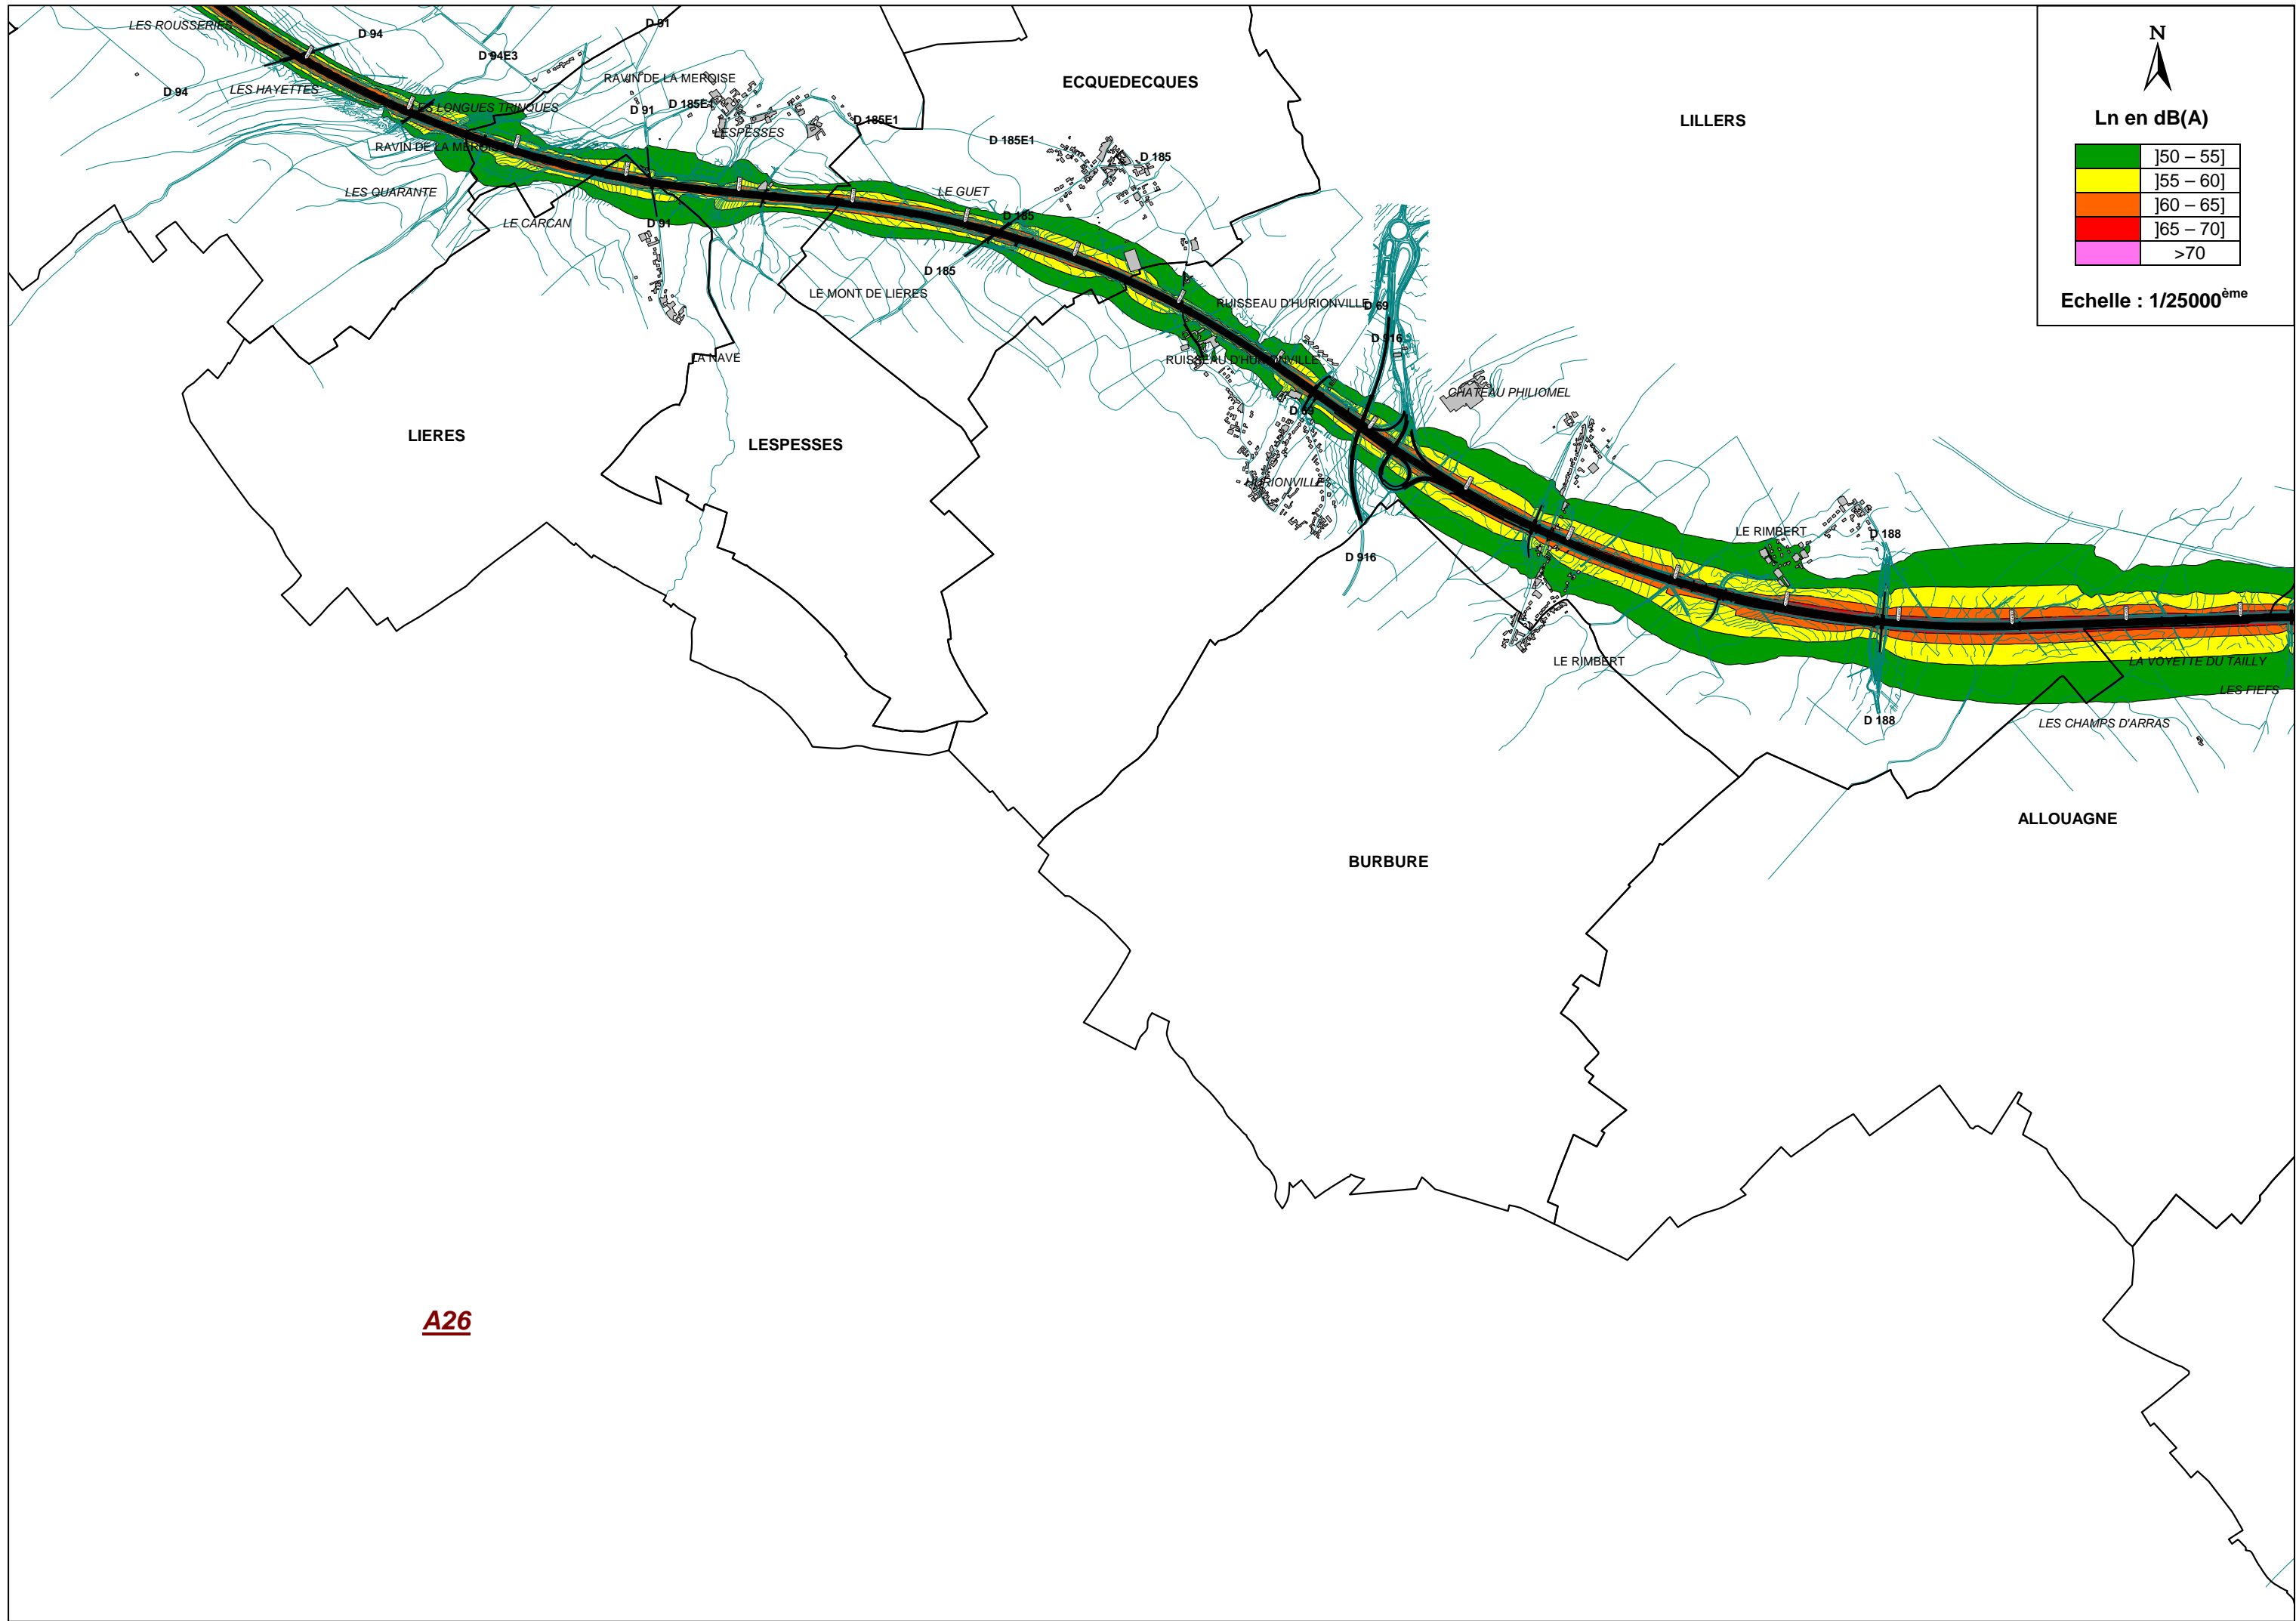 LES ROUSSERIES
D 94
D 91
D 94E3
D 94
LES HAYETTES
LES LONGUES TRINQUES
RAVIN DE LA MEROISE
D 91
D 185E1
LESPESSES
D 185E1
RAVIN DE LA MEROISE
LES QUARANTE
LE CARCAN
D 91
ECQUEDECQUES
D 185E1
D 185
LE GUET
D 185
D 185
LE MONT DE LIERES
LILLERS
N
Ln en dB(A)
]50 – 55]
]55 – 60]
]60 – 65]
]65 – 70]
>70
Echelle : 1/25000ème
RUISSEAU D'HURIONVILLE
D 69
D 916
RUISSEAU D'HURIONVILLE
LA NAVE
CHATEAU PHILIOMEL
D 69
LIERES
LESPESSES
HURIONVILLE
D 916
LE RIMBERT
D 188
LE RIMBERT
LA VOYETTE DU TAILLY
LES FIEFS
D 188
LES CHAMPS D'ARRAS
ALLOUAGNE
BURBURE
A26